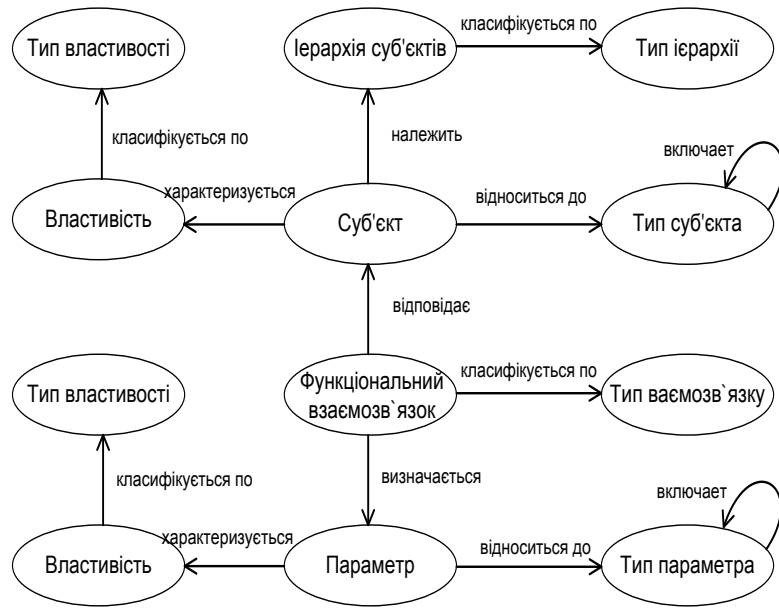 Тип властивості
Ієрархія суб'єктів
класифікується по
Тип ієрархії
класифікується по
належить
включает
Властивість
характеризується
Суб'єкт
відноситься до
Тип суб'єкта
відповідає
Тип властивості
Функціональний
взаємозв`язок
класифікується по
Тип ваємозв`язку
класифікується по
визначається
включает
Властивість
характеризується
Параметр
відноситься до
Тип параметра